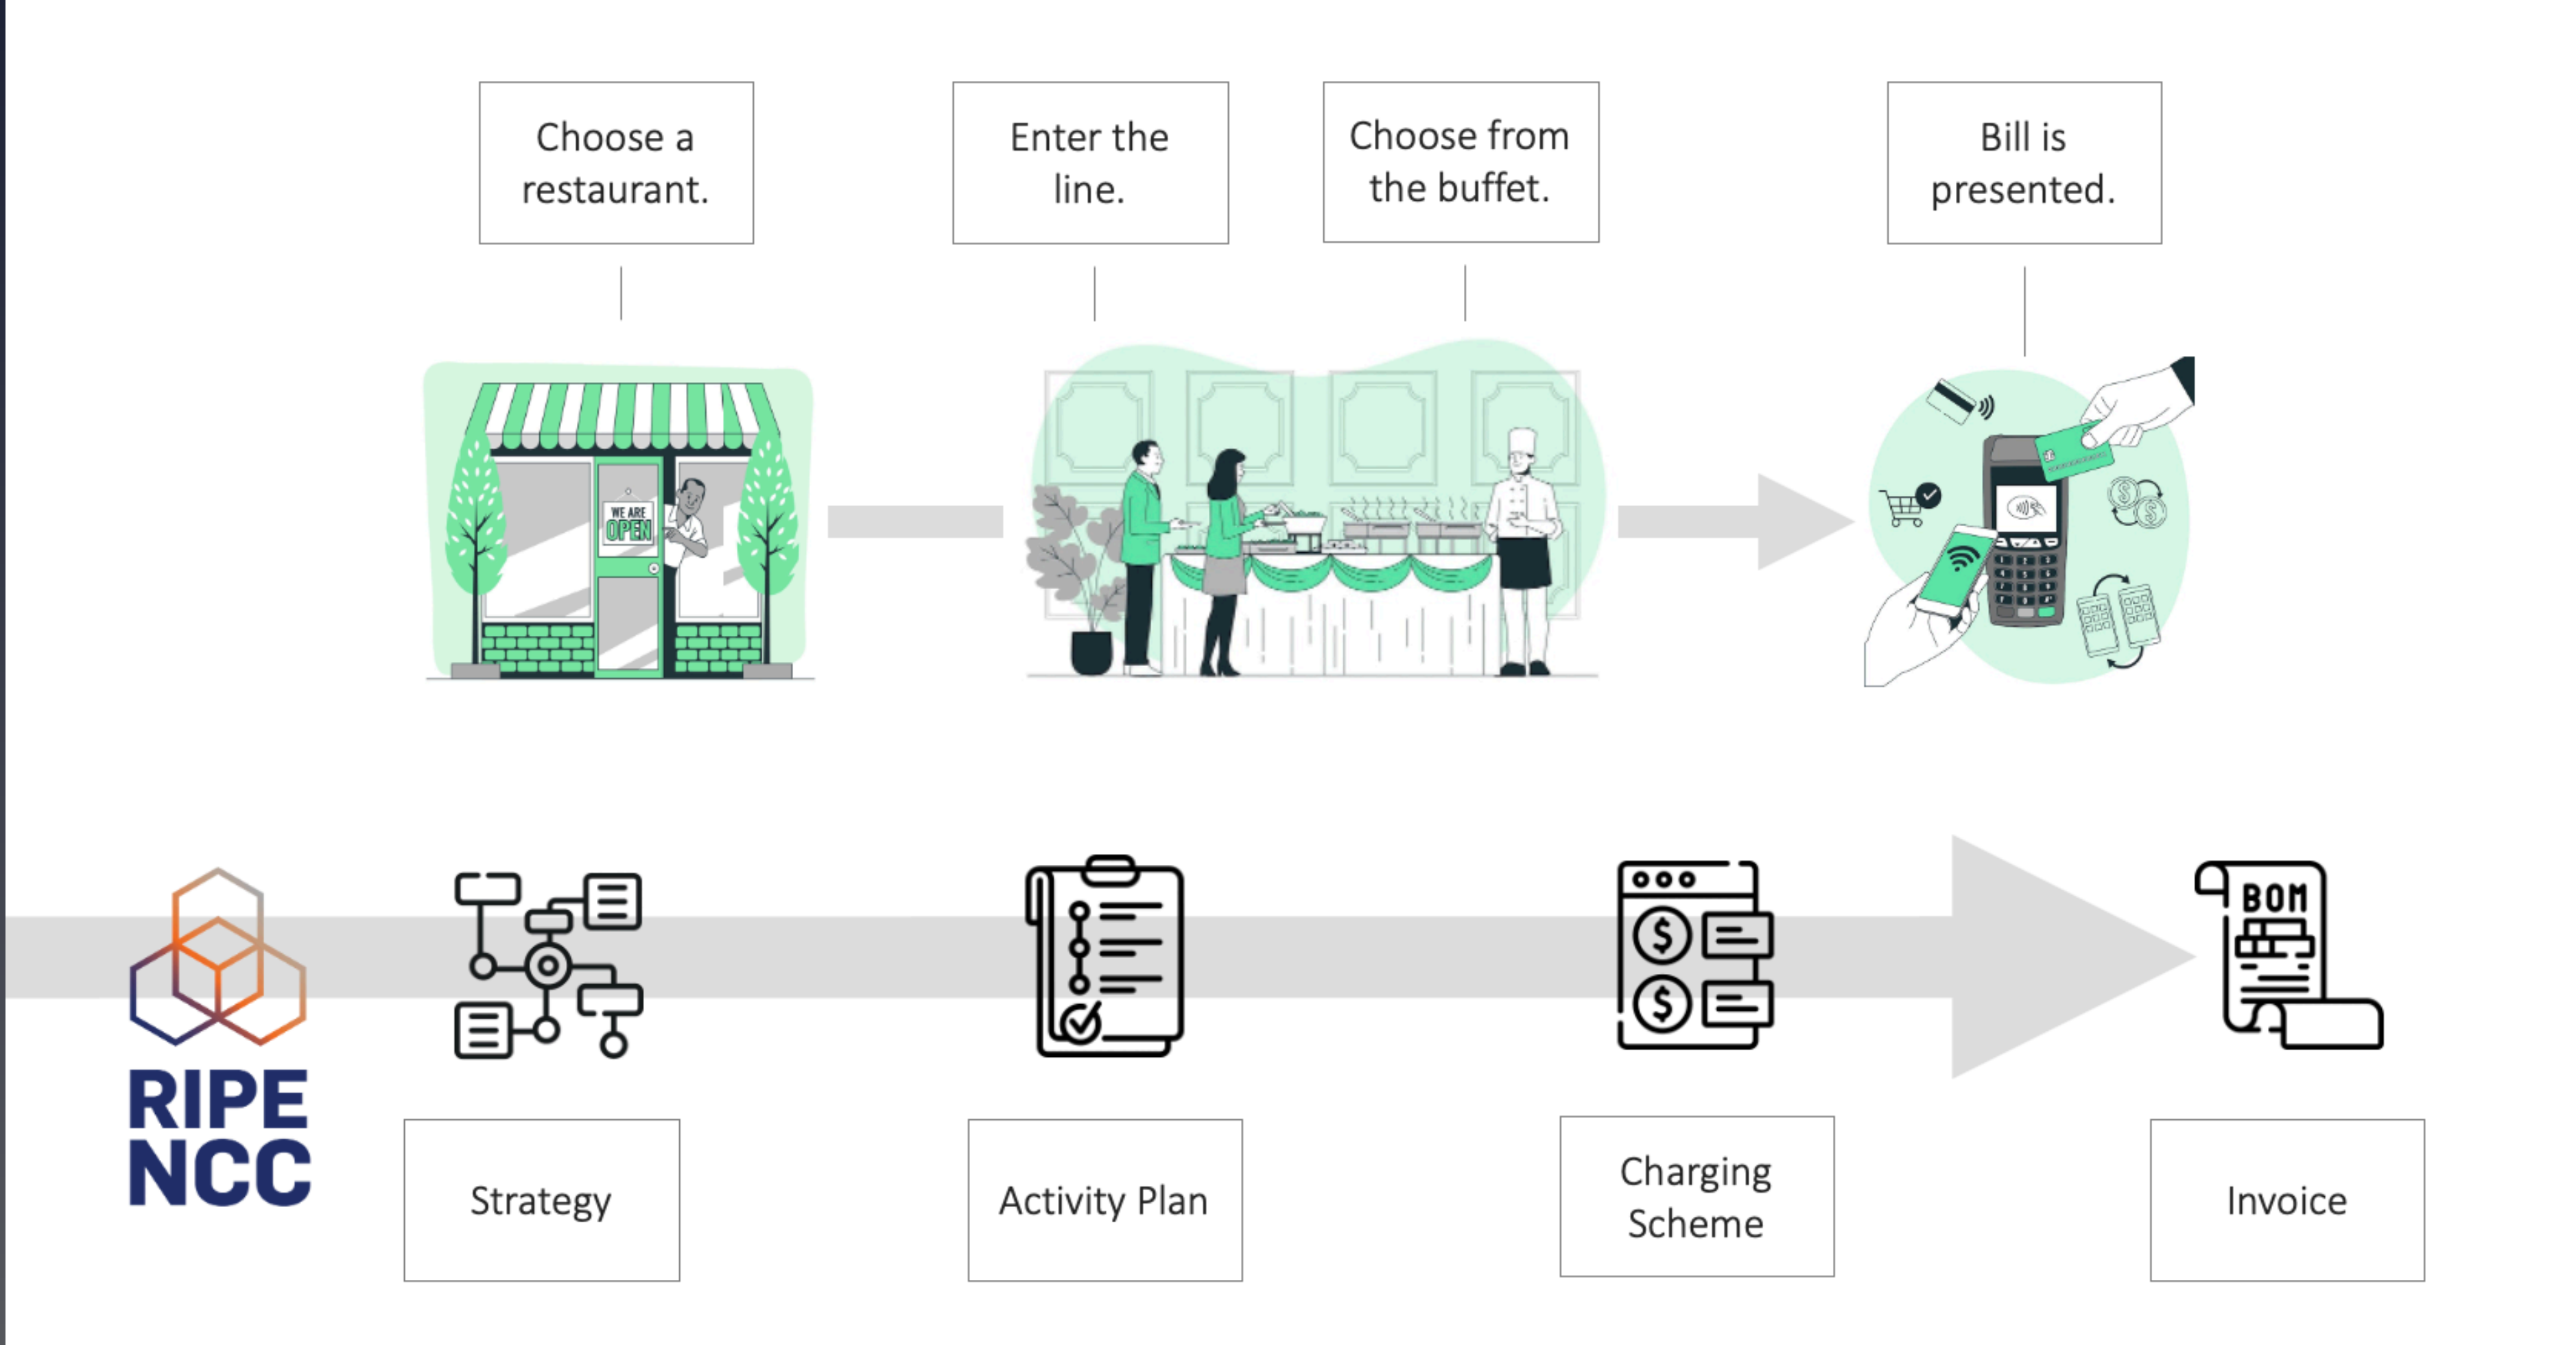 Choose a
restaurant.
Enter the
line.
Choose from
the buffet.
Bill is
presented.
WE ARE
OPEN
BOM
RIPE
NCC
Strategy
Activity Plan
Charging
Scheme
Invoice